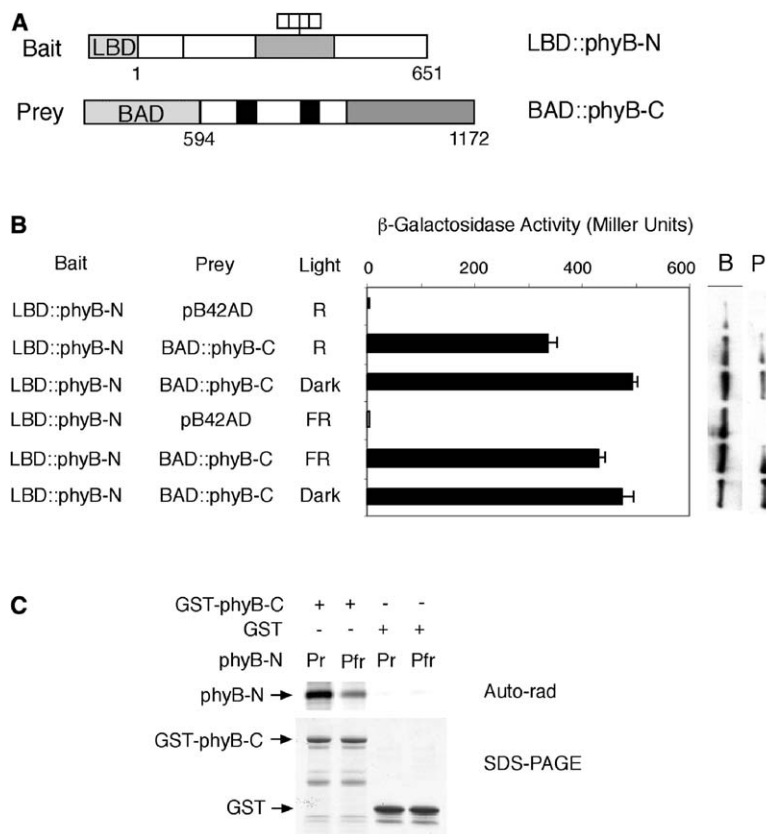 A
Bait LBD LBD::phyB-N
1 651
Prey BAD BAD::phyB-C
594 1172
B
β-Galactosidase Activity (Miller Units)
Bait Prey Light 0 200 400 600 B P
LBD::phyB-N pB42AD R
LBD::phyB-N BAD::phyB-C R
LBD::phyB-N BAD::phyB-C Dark
LBD::phyB-N pB42AD FR
LBD::phyB-N BAD::phyB-C FR
LBD::phyB-N BAD::phyB-C Dark
C
GST-phyB-C + + - -
GST - - + +
phyB-N Pr Pfr Pr Pfr
phyB-N Auto-rad
GST-phyB-C
SDS-PAGE
GST